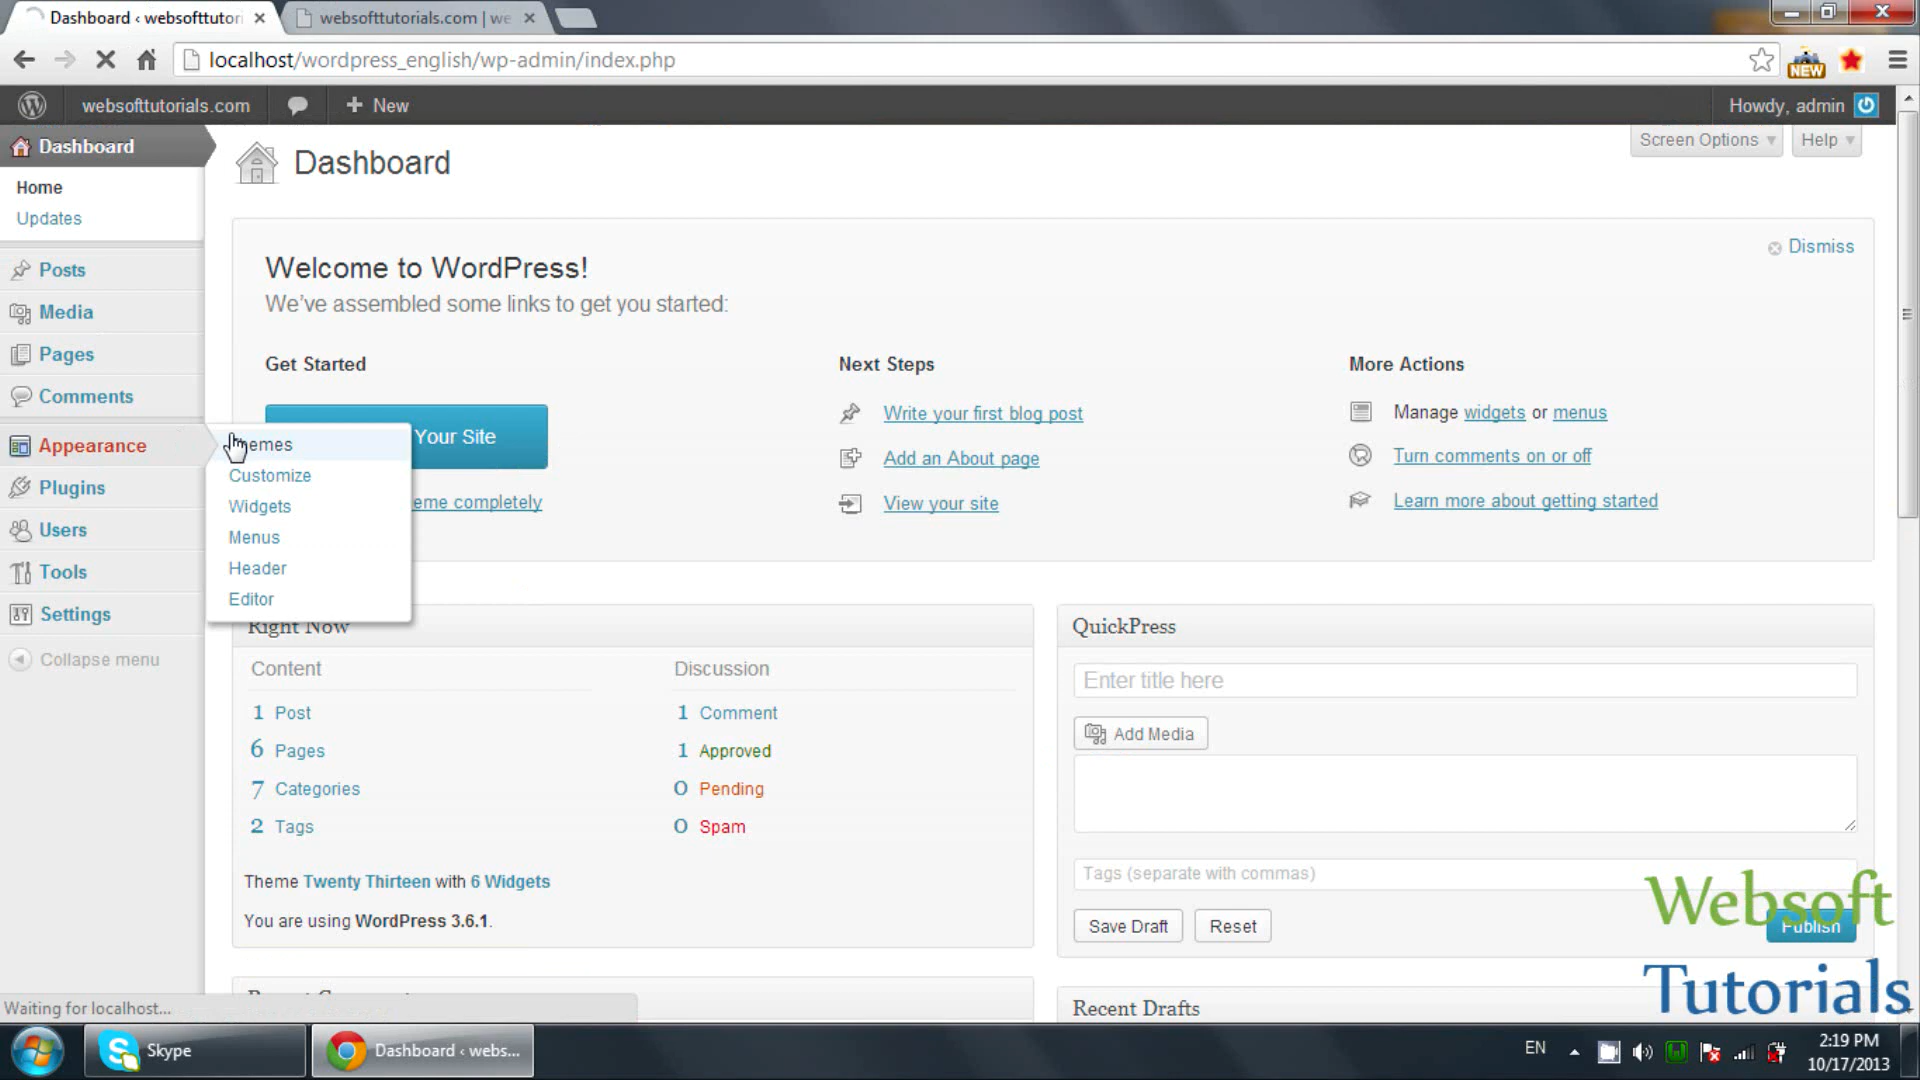 Dashboard ‹ websofttutori
websofttutorials.com | we
localhost/wordpress_english/wp-admin/index.php
NEW
websofttutorials.com
+ New
Howdy, admin
Dashboard
Home
Updates
Posts
Media
Pages
Comments
Appearance
Plugins
Users
Tools
Settings
Collapse menu
Themes
Customize
Widgets
Menus
Header
Editor
Dashboard
Screen Options
Help
Dismiss
Welcome to WordPress!
We've assembled some links to get you started:
Get Started
Your Site
eme completely
Next Steps
Write your first blog post
Add an About page
View your site
More Actions
Manage widgets or menus
Turn comments on or off
Learn more about getting started
Right Now
Content
1 Post
6 Pages
7 Categories
2 Tags
Discussion
1 Comment
1 Approved
0 Pending
0 Spam
Theme Twenty Thirteen with 6 Widgets
You are using WordPress 3.6.1.
QuickPress
Enter title here
Add Media
Tags (separate with commas)
Save Draft
Reset
Publish
Recent Drafts
Websoft
Tutorials
Waiting for localhost...
Skype
Dashboard ‹ webs...
EN
2:19 PM
10/17/2013